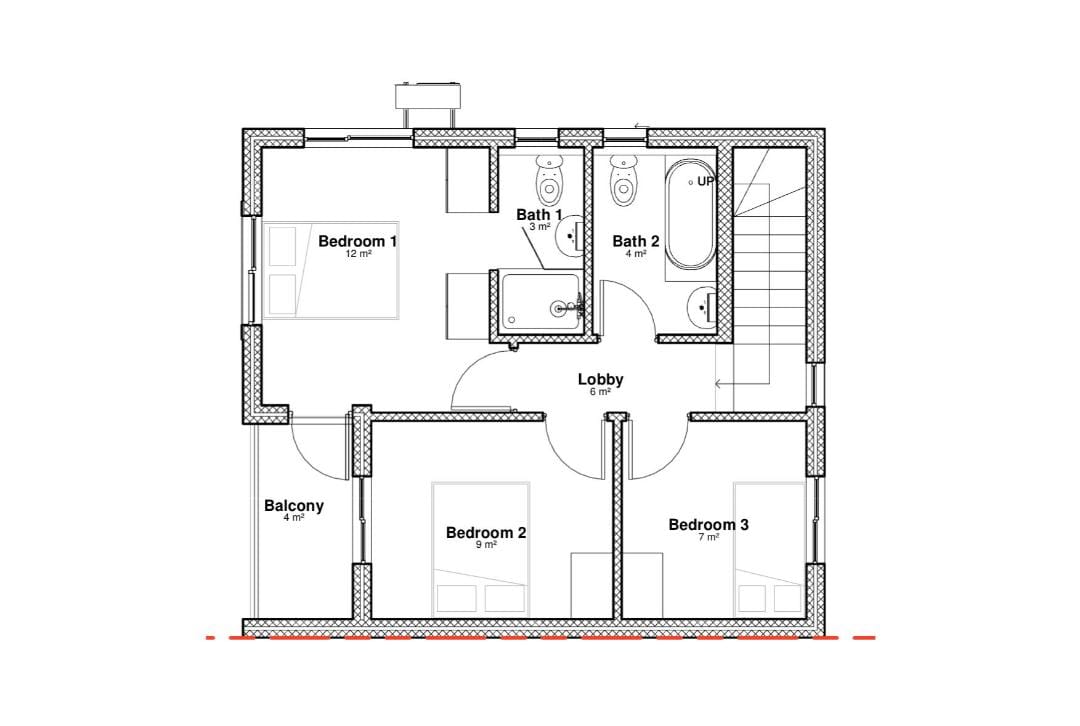 UP
Bath 1
3 m²
Bedroom 1
12 m²
Bath 2
4 m²
Lobby
6 m²
Balcony
4 m²
Bedroom 2
9 m²
Bedroom 3
7 m²